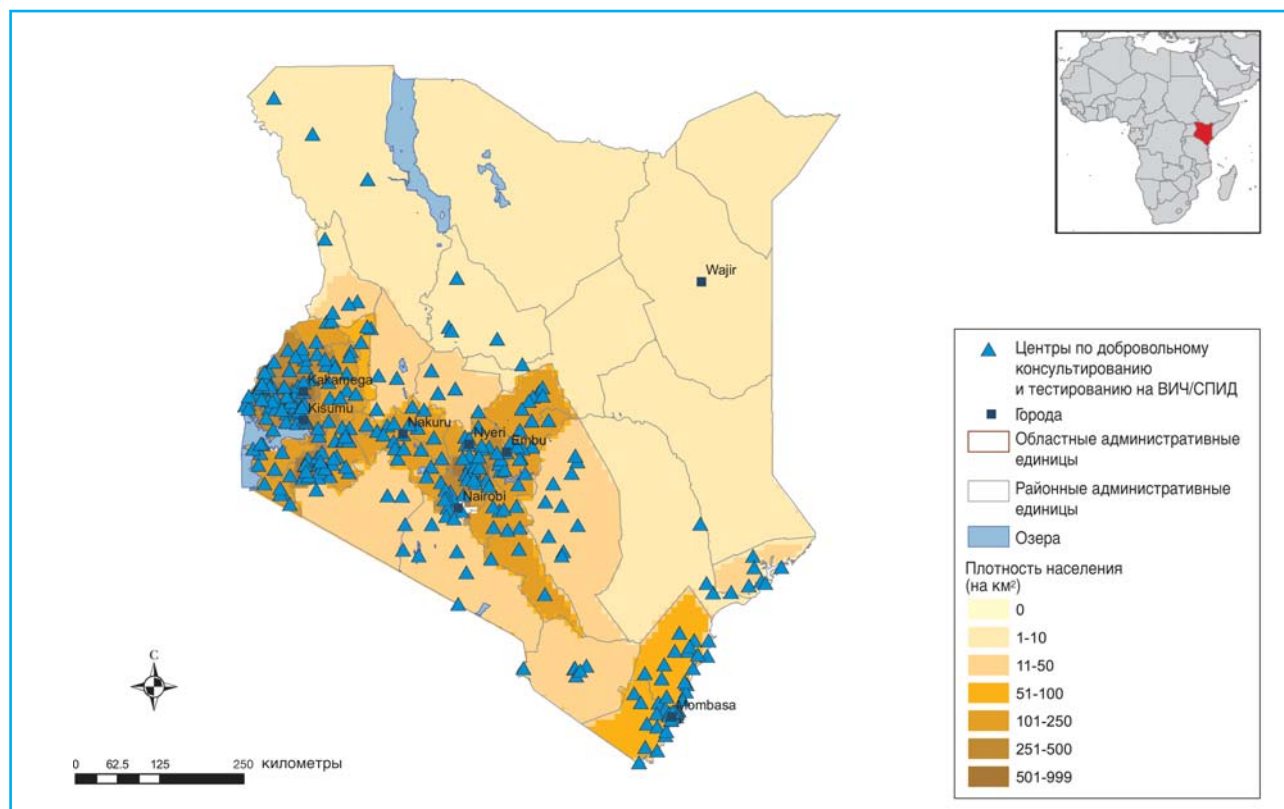 Wajir
Kakamega
Kisumu
Nakuru
Nyeri
Embu
Nairobi
Mombasa
С
0 62.5 125 250 километры
Центры по добровольному
консультированию
и тестированию на ВИЧ/СПИД
Города
Областные административные
единицы
Районные административные
единицы
Озера
Плотность населения
(на км²)
0
1-10
11-50
51-100
101-250
251-500
501-999